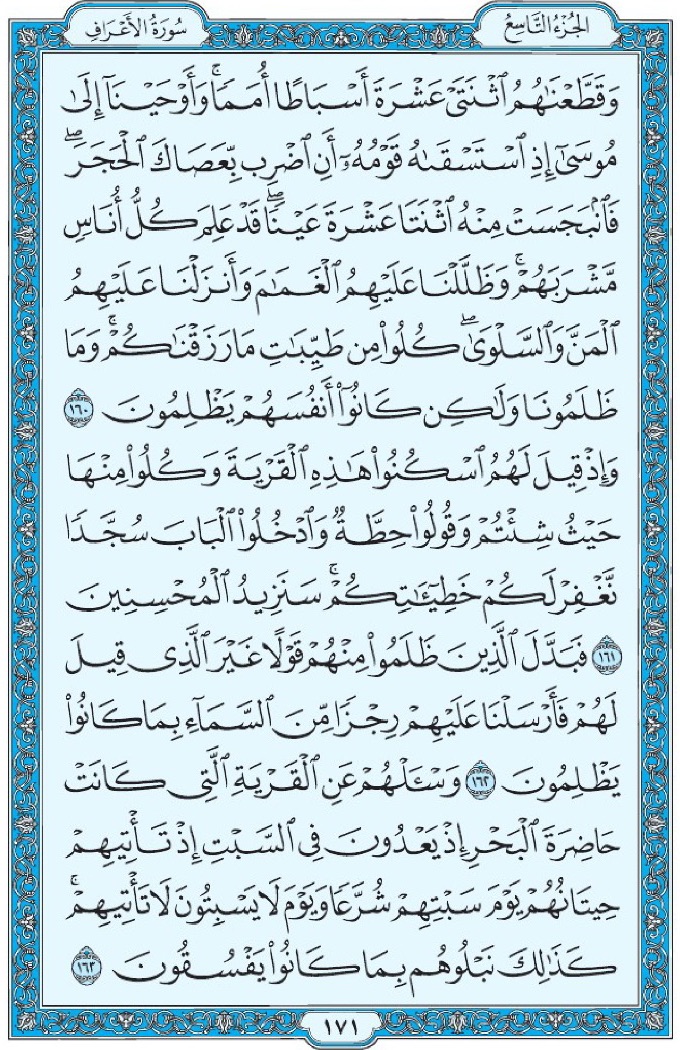 الجُزْءُ التَّاسِعُ
سُورَةُ الأَعْرَافِ
وَقَطَّعْنَٰهُمُ ٱثْنَتَىْ عَشْرَةَ أَسْبَاطًا أُمَمًا ۚ وَأَوْحَيْنَآ إِلَىٰ
مُوسَىٰٓ إِذِ ٱسْتَسْقَىٰهُ قَوْمُهُۥٓ أَنِ ٱضْرِب بِّعَصَاكَ ٱلْحَجَرَ ۖ
فَٱنۢبَجَسَتْ مِنْهُ ٱثْنَتَا عَشْرَةَ عَيْنًا ۖ قَدْ عَلِمَ كُلُّ أُنَاسٍ
مَّشْرَبَهُمْ ۚ وَظَلَّلْنَا عَلَيْهِمُ ٱلْغَمَٰمَ وَأَنزَلْنَا عَلَيْهِمُ
ٱلْمَنَّ وَٱلسَّلْوَىٰ ۖ كُلُوا۟ مِن طَيِّبَٰتِ مَا رَزَقْنَٰكُمْ ۚ وَمَا
ظَلَمُونَا وَلَٰكِن كَانُوٓا۟ أَنفُسَهُمْ يَظْلِمُونَ ١٦٠
وَإِذْ قِيلَ لَهُمُ ٱسْكُنُوا۟ هَٰذِهِ ٱلْقَرْيَةَ وَكُلُوا۟ مِنْهَا
حَيْثُ شِئْتُمْ وَقُولُوا۟ حِطَّةٌ وَٱدْخُلُوا۟ ٱلْبَابَ سُجَّدًا
نَّغْفِرْ لَكُمْ خَطِيٓـَٰٔتِكُمْ ۚ سَنَزِيدُ ٱلْمُحْسِنِينَ
١٦١ فَبَدَّلَ ٱلَّذِينَ ظَلَمُوا۟ مِنْهُمْ قَوْلًا غَيْرَ ٱلَّذِى قِيلَ
لَهُمْ فَأَرْسَلْنَا عَلَيْهِمْ رِجْزًا مِّنَ ٱلسَّمَآءِ بِمَا كَانُوا۟
يَظْلِمُونَ ١٦٢ وَسْـَٔلْهُمْ عَنِ ٱلْقَرْيَةِ ٱلَّتِى كَانَتْ
حَاضِرَةَ ٱلْبَحْرِ إِذْ يَعْدُونَ فِى ٱلسَّبْتِ إِذْ تَأْتِيهِمْ
حِيتَانُهُمْ يَوْمَ سَبْتِهِمْ شُرَّعًا وَيَوْمَ لَا يَسْبِتُونَ لَا تَأْتِيهِمْ ۚ
كَذَٰلِكَ نَبْلُوهُم بِمَا كَانُوا۟ يَفْسُقُونَ ١٦٣
١٧١